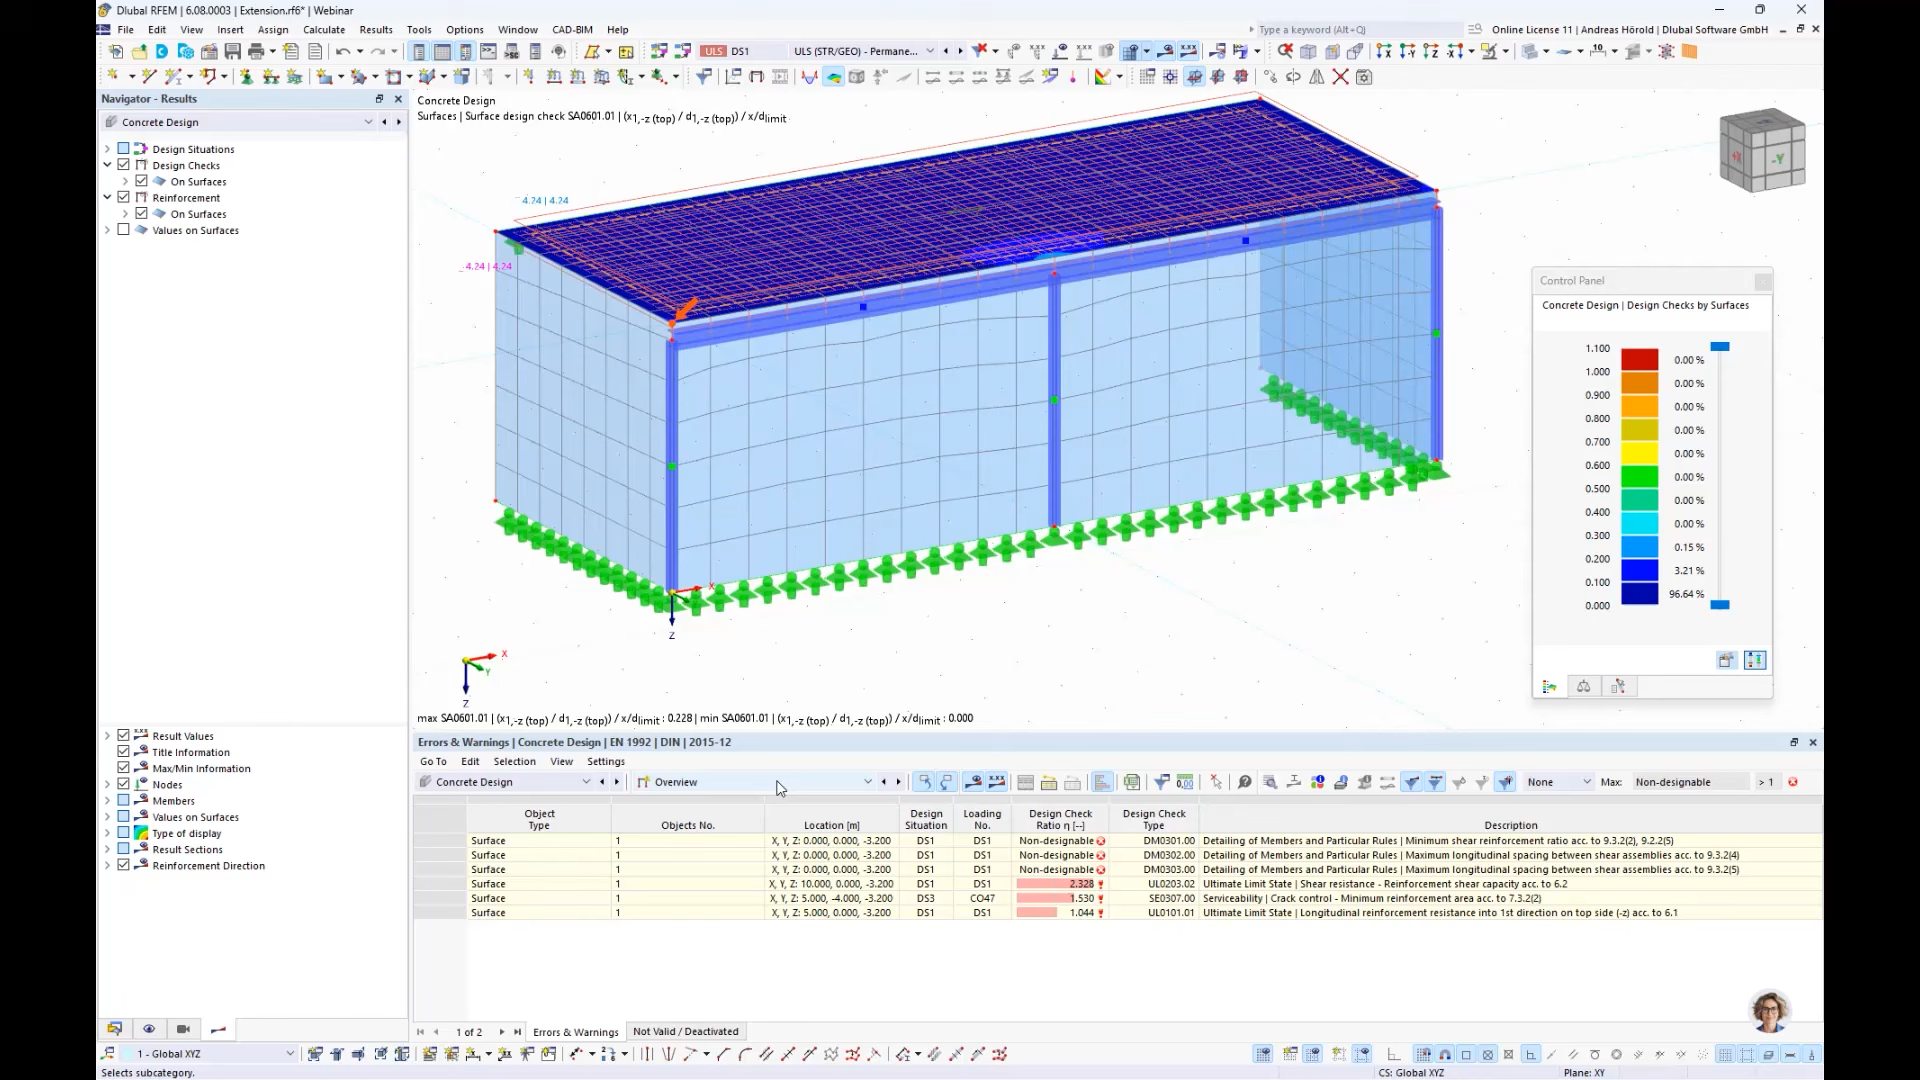 Dlubal RFEM | 6.08.0003 | Extension.rf6* | Webinar
File Edit View Insert Assign Calculate Results Tools Options Window CAD-BIM Help
Type a keyword (Alt+Q)
Online License 11 | Andreas Hörold | Dlubal Software GmbH
ULS DS1 ULS (STR/GEO) - Permane...
Navigator - Results
Concrete Design
Design Situations
Design Checks
On Surfaces
Reinforcement
On Surfaces
Values on Surfaces
Result Values
Title Information
Max/Min Information
Nodes
Members
Values on Surfaces
Type of display
Result Sections
Reinforcement Direction
Concrete Design
Surfaces | Surface design check SA0601.01 | (x1,-z (top) / d1,-z (top)) / x/dlimit
4.24 | 4.24
4.24 | 4.24
X
Z
X
Y
Z
+X
-Y
max SA0601.01 | (x1,-z (top) / d1,-z (top)) / x/dlimit : 0.228 | min SA0601.01 | (x1,-z (top) / d1,-z (top)) / x/dlimit : 0.000
Control Panel
Concrete Design | Design Checks by Surfaces
1.100
0.00 %
1.000
0.00 %
0.900
0.00 %
0.800
0.00 %
0.700
0.00 %
0.600
0.00 %
0.500
0.00 %
0.400
0.00 %
0.300
0.15 %
0.200
3.21 %
0.100
96.64 %
0.000
Errors & Warnings | Concrete Design | EN 1992 | DIN | 2015-12
Go To Edit Selection View Settings
Concrete Design Overview None Max: Non-designable > 1
Object Type Objects No. Location [m] Design Situation Loading No. Design Check Ratio η [--] Design Check Type Description
Surface 1 X, Y, Z: 0.000, 0.000, -3.200 DS1 DS1 Non-designable DM0301.00 Detailing of Members and Particular Rules | Minimum shear reinforcement ratio acc. to 9.3.2(2), 9.2.2(5)
Surface 1 X, Y, Z: 0.000, 0.000, -3.200 DS1 DS1 Non-designable DM0302.00 Detailing of Members and Particular Rules | Maximum longitudinal spacing between shear assemblies acc. to 9.3.2(4)
Surface 1 X, Y, Z: 0.000, 0.000, -3.200 DS1 DS1 Non-designable DM0303.00 Detailing of Members and Particular Rules | Maximum longitudinal spacing between shear assemblies acc. to 9.3.2(5)
Surface 1 X, Y, Z: 10.000, 0.000, -3.200 DS1 DS1 2.328 UL0203.02 Ultimate Limit State | Shear resistance - Reinforcement shear capacity acc. to 6.2
Surface 1 X, Y, Z: 5.000, -4.000, -3.200 DS3 CO47 1.530 SE0307.00 Serviceability | Crack control - Minimum reinforcement area acc. to 7.3.2(2)
Surface 1 X, Y, Z: 5.000, 0.000, -3.200 DS1 DS1 1.044 UL0101.01 Ultimate Limit State | Longitudinal reinforcement resistance into 1st direction on top side (-z) acc. to 6.1
1 of 2 Errors & Warnings Not Valid / Deactivated
1 - Global XYZ
Selects subcategory.
CS: Global XYZ
Plane: XY